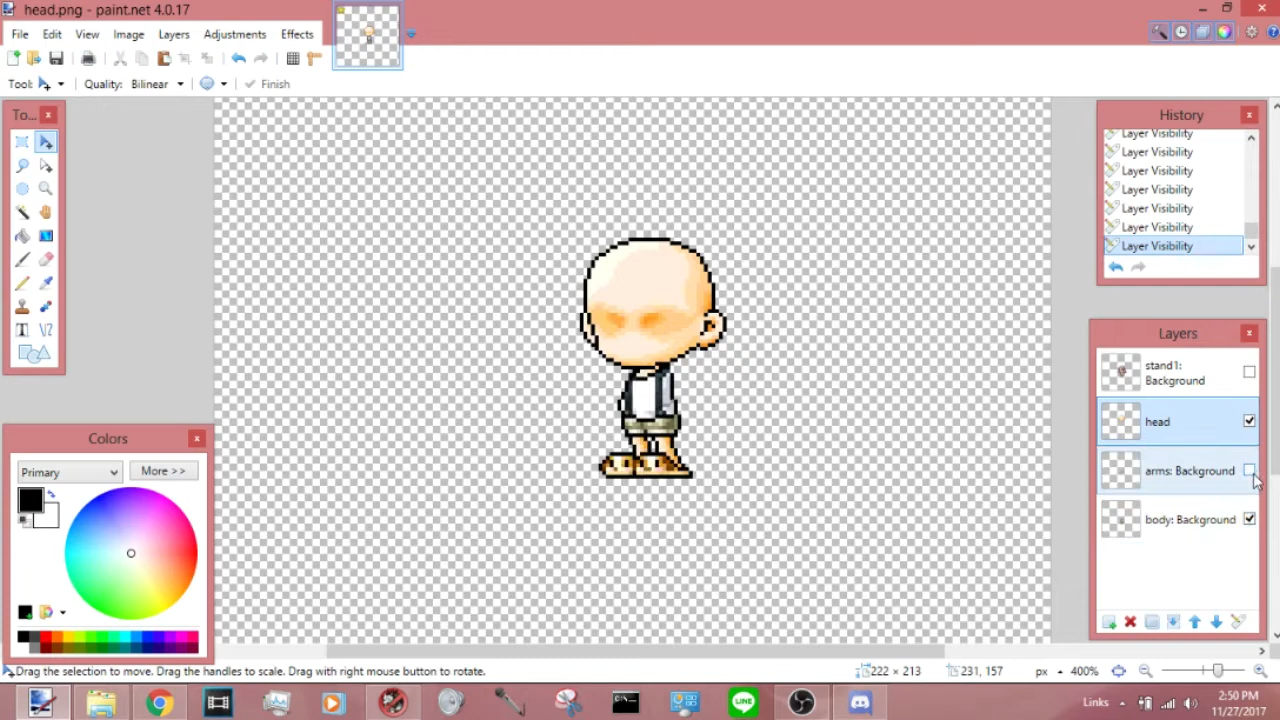 head.png - paint.net 4.0.17
File Edit View Image Layers Adjustments Effects
Tool: Quality: Bilinear Finish
To...
History
Layer Visibility
Layer Visibility
Layer Visibility
Layer Visibility
Layer Visibility
Layer Visibility
Layer Visibility
Layers
stand1:
Background
head
arms: Background
body: Background
Colors
Primary
More >>
Drag the selection to move. Drag the handles to scale. Drag with right mouse button to rotate.
222 × 213
231, 157
px
400%
LINE
Links
2:50 PM
11/27/2017